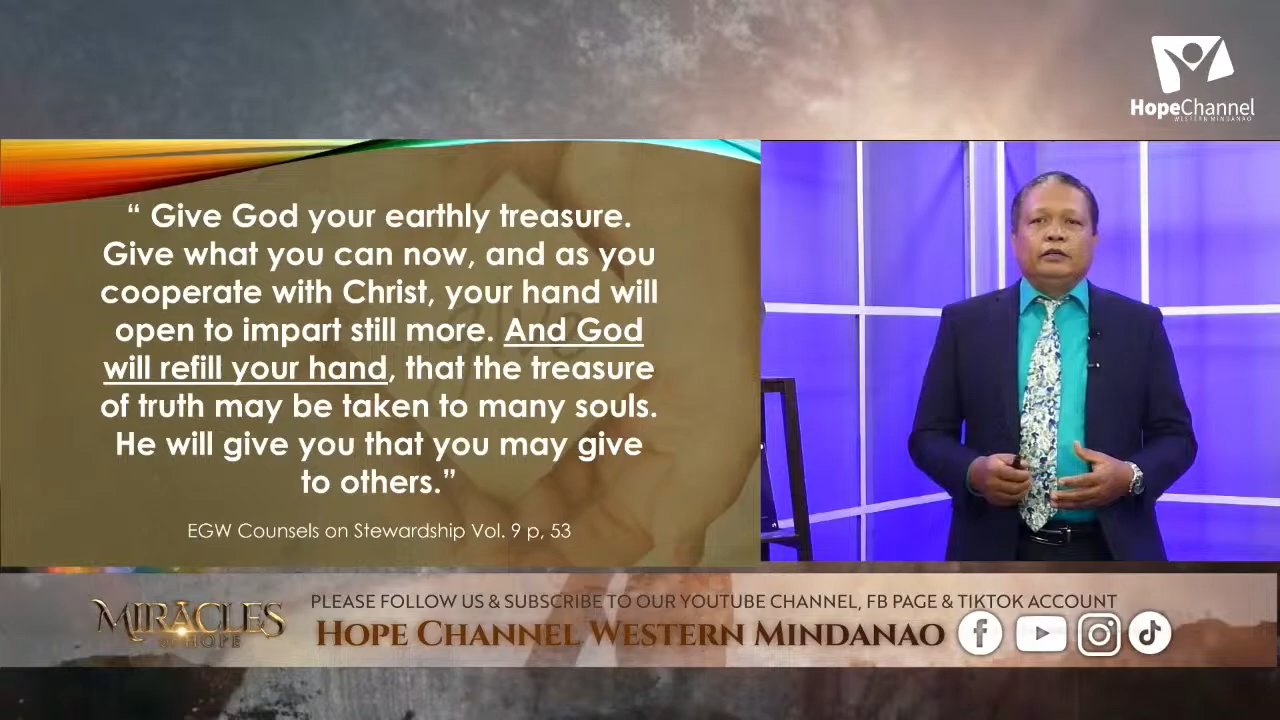 HopeChannel
WESTERN MINDANAO
“ Give God your earthly treasure.
Give what you can now, and as you
cooperate with Christ, your hand will
open to impart still more. And God
will refill your hand, that the treasure
of truth may be taken to many souls.
He will give you that you may give
to others.”
EGW Counsels on Stewardship Vol. 9 p, 53
MIRACLES
OF HOPE
PLEASE FOLLOW US & SUBSCRIBE TO OUR YOUTUBE CHANNEL, FB PAGE & TIKTOK ACCOUNT
HOPE CHANNEL WESTERN MINDANAO